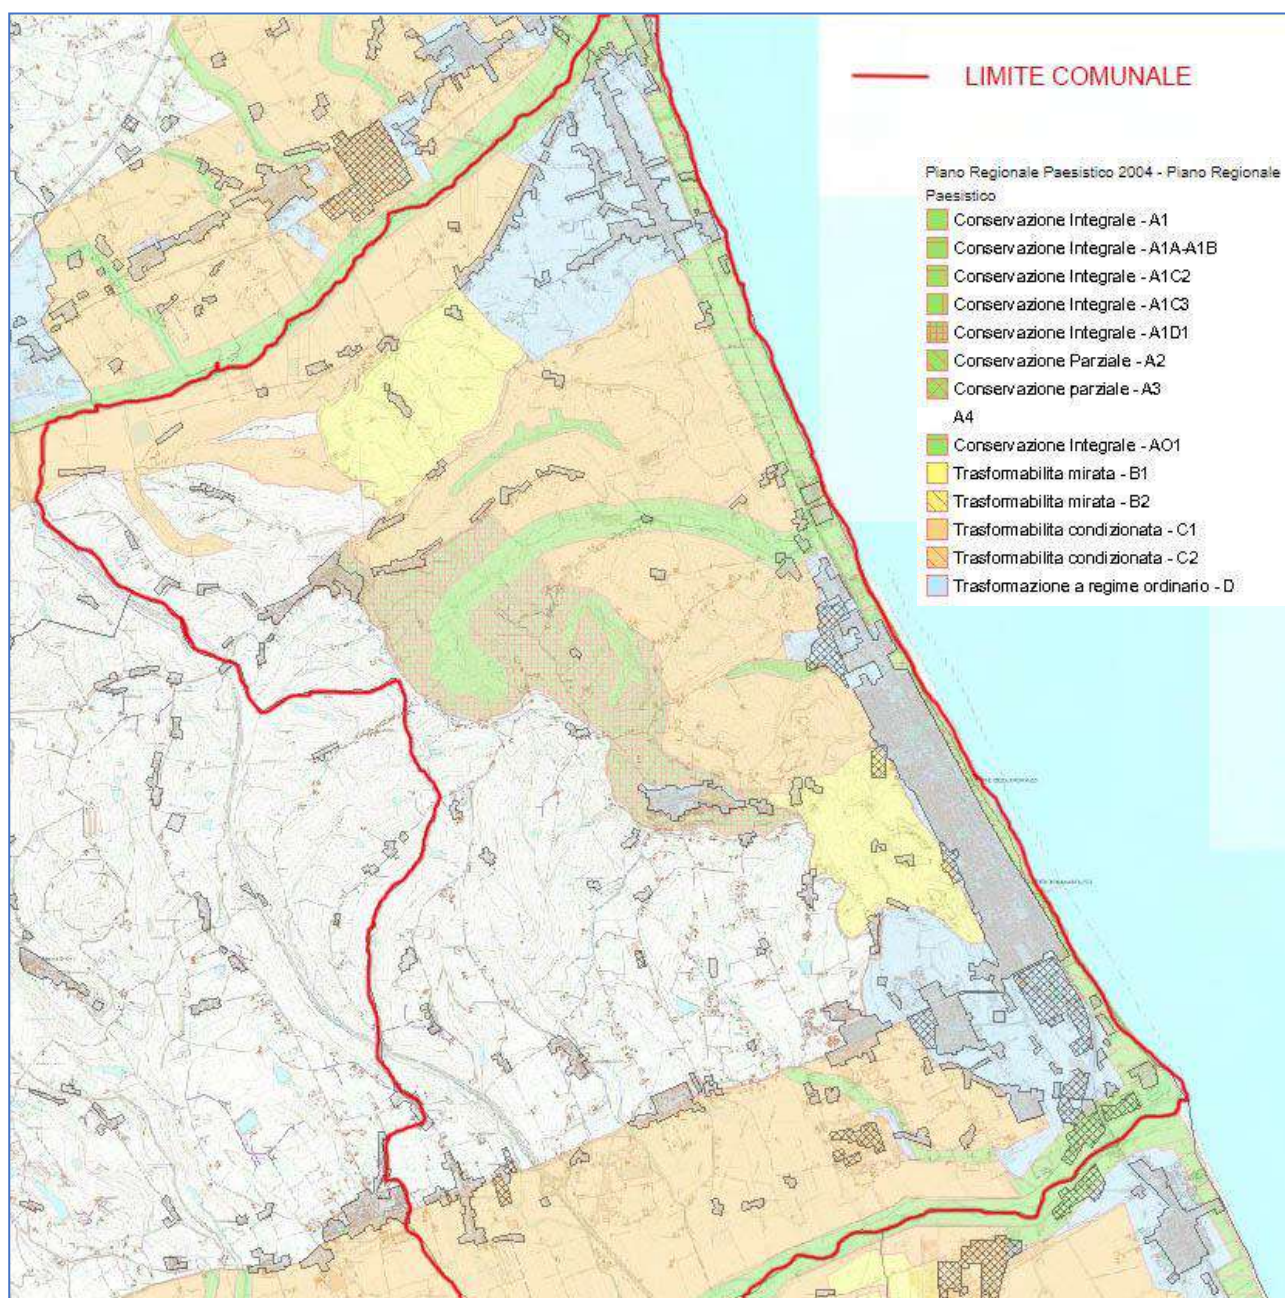 LIMITE COMUNALE
Piano Regionale Paesistico 2004 - Piano Regionale
Paesistico
Conservazione Integrale - A1
Conservazione Integrale - A1A-A1B
Conservazione Integrale - A1C2
Conservazione Integrale - A1C3
Conservazione Integrale - A1D1
Conservazione Parziale - A2
Conservazione parziale - A3
A4
Conservazione Integrale - AO1
Trasformabilita mirata - B1
Trasformabilita mirata - B2
Trasformabilita condizionata - C1
Trasformabilita condizionata - C2
Trasformazione a regime ordinario - D